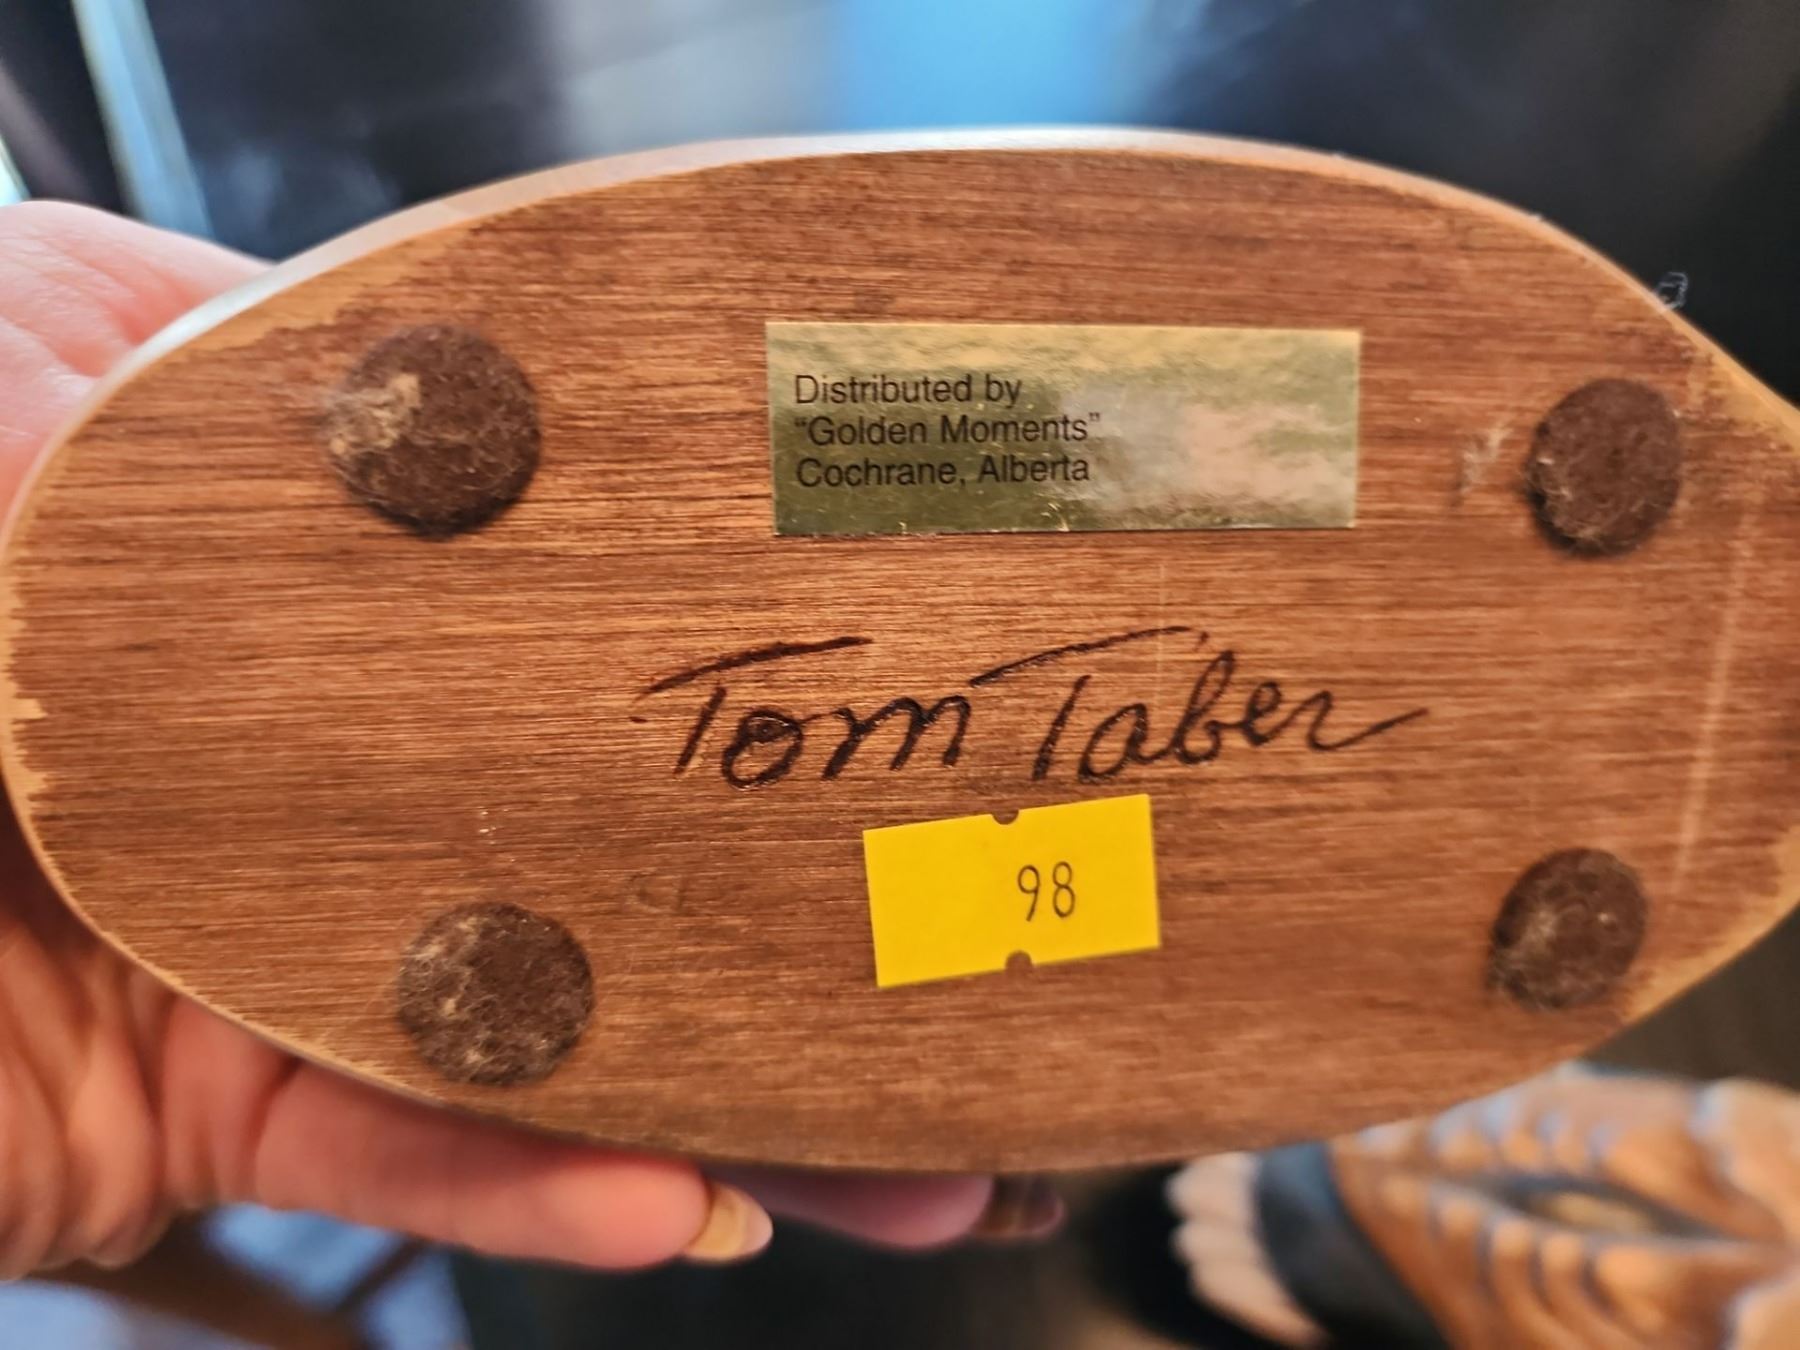 Distributed by
"Golden Moments"
Cochrane, Alberta
Tom Taber
98